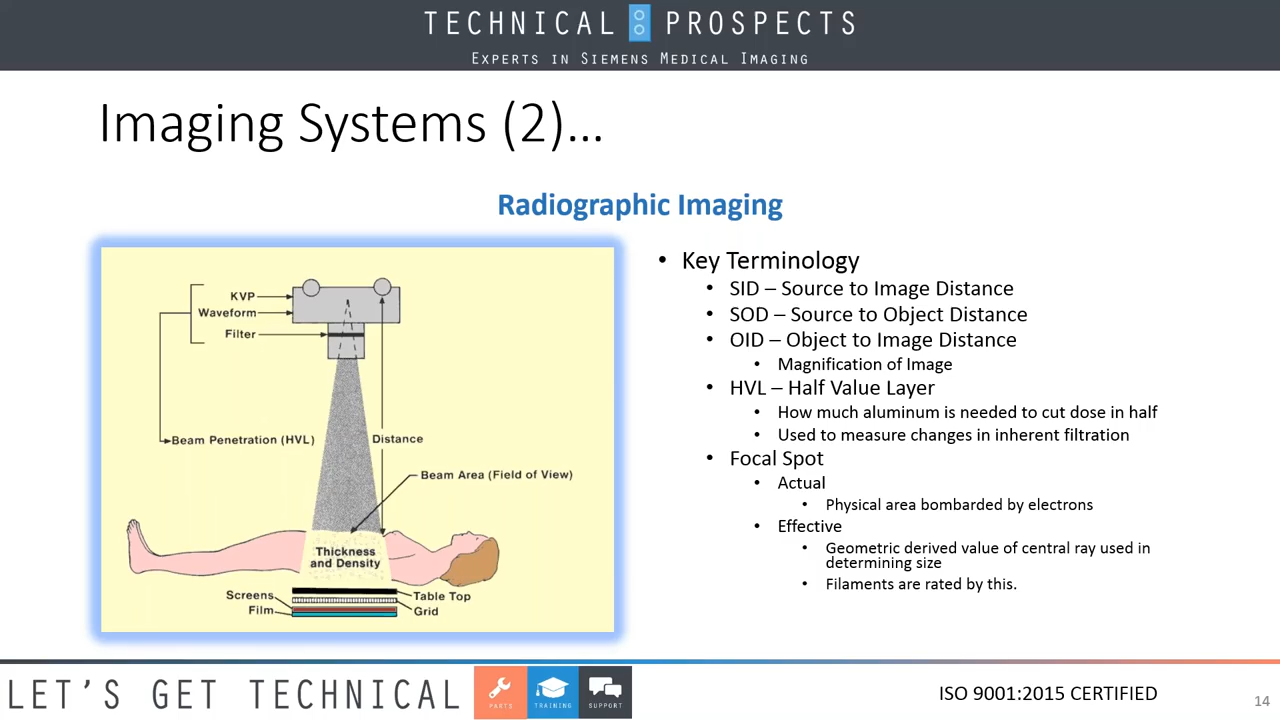 TECHNICAL PROSPECTS
EXPERTS IN SIEMENS MEDICAL IMAGING
Imaging Systems (2)...
Radiographic Imaging
KVP
Waveform
Filter
Beam Penetration (HVL)
Distance
Beam Area (Field of View)
Thickness
and Density
Screens
Film
Table Top
Grid
• Key Terminology
• SID – Source to Image Distance
• SOD – Source to Object Distance
• OID – Object to Image Distance
• Magnification of Image
• HVL – Half Value Layer
• How much aluminum is needed to cut dose in half
• Used to measure changes in inherent filtration
• Focal Spot
• Actual
• Physical area bombarded by electrons
• Effective
• Geometric derived value of central ray used in
determining size
• Filaments are rated by this.
LET'S GET TECHNICAL
PARTS
TRAINING
SUPPORT
ISO 9001:2015 CERTIFIED
14